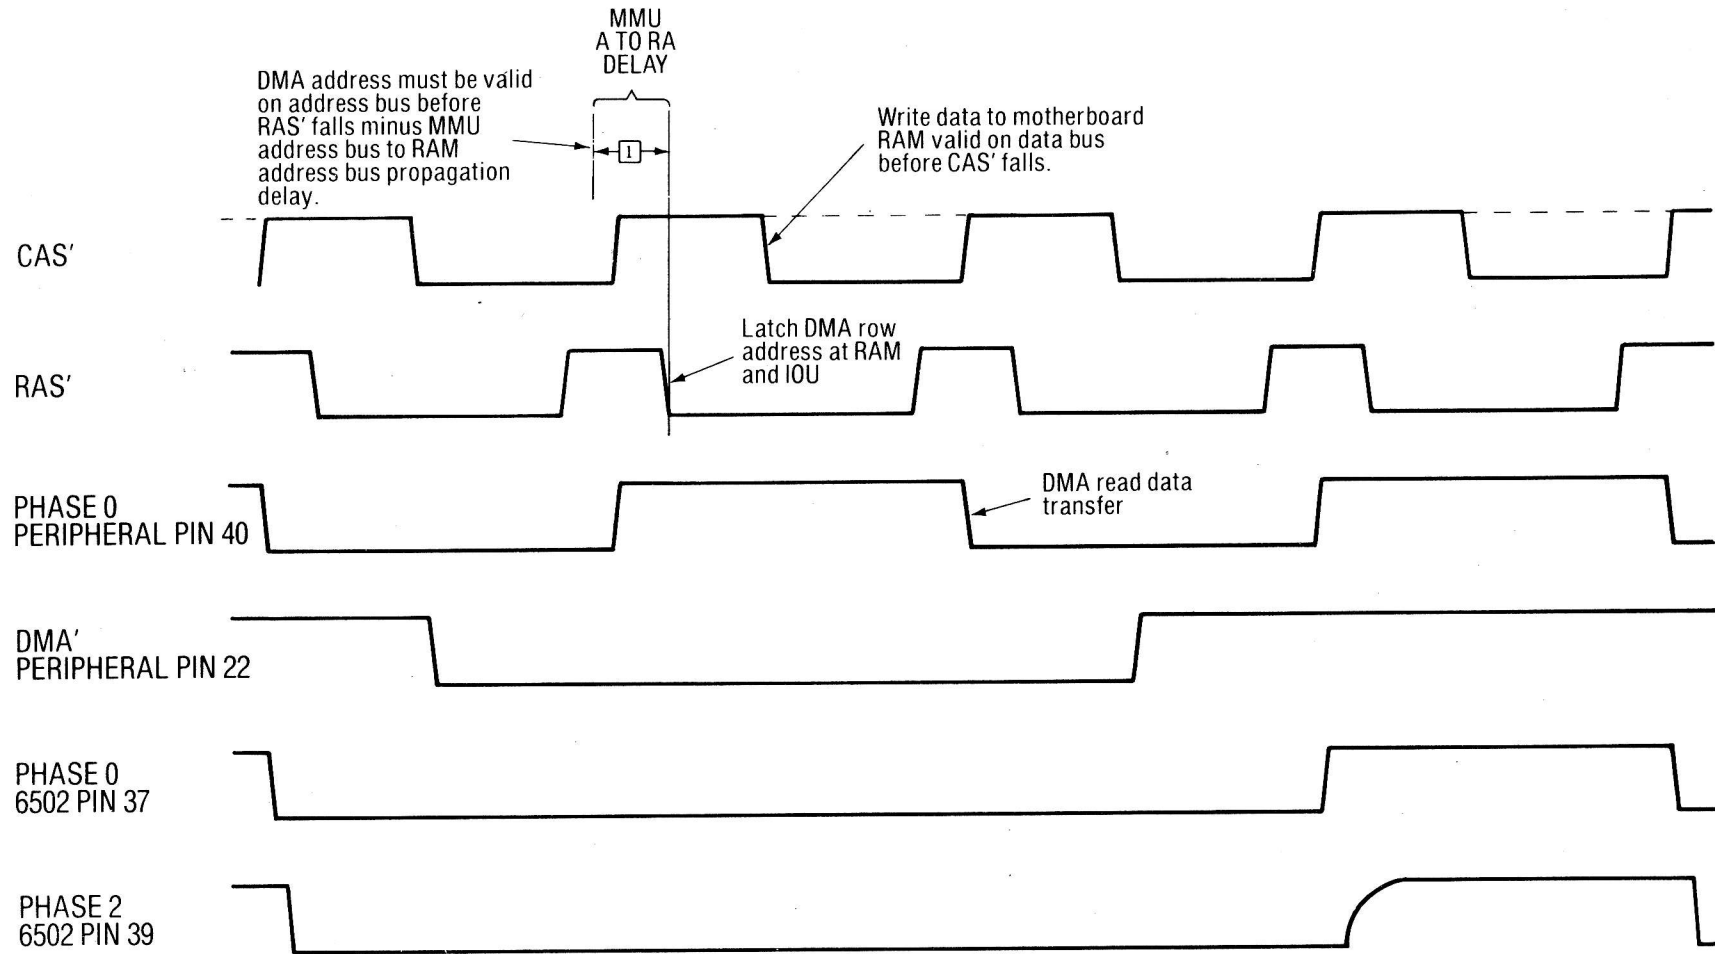 MMU
A TO RA
DELAY
DMA address must be valid
on address bus before
RAS′ falls minus MMU
address bus to RAM
address bus propagation
delay.
1
Write data to motherboard
RAM valid on data bus
before CAS′ falls.
CAS′
Latch DMA row
address at RAM
and IOU
RAS′
DMA read data
transfer
PHASE 0
PERIPHERAL PIN 40
DMA′
PERIPHERAL PIN 22
PHASE 0
6502 PIN 37
PHASE 2
6502 PIN 39